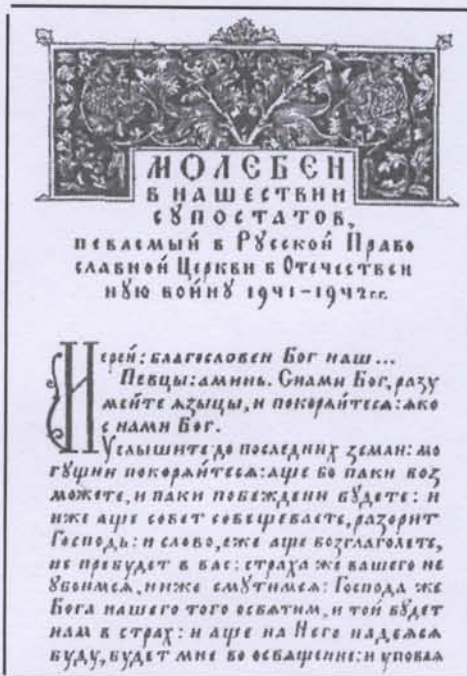 МОЛЕБЕН
В НАШЕСТВИИ
СУПОСТАТОВ,
певаемый в Русской Право
славной Церкви в Отечествен
ную войну 1941–1942 гг.
Иерей: благословен Бог наш...
Певцы: аминь. С нами Бог, разу
мейте языцы, и покоряйтеся: яко
с нами Бог.
Услышите до последних земли: мо
гущии покоряйтеся: аще бо паки воз
можете, и паки побеждени будете: и
иже аще совет совещеваете, разорит
Господь: и слово, еже аще возглаголете,
не пребудет в вас: страха же вашего не
убоимся, ниже смутимся: Господа же
Бога нашего того освятим, и той будет
нам в страх: и аще на Него надеяся
буду, будет мне во освящение: и уповая